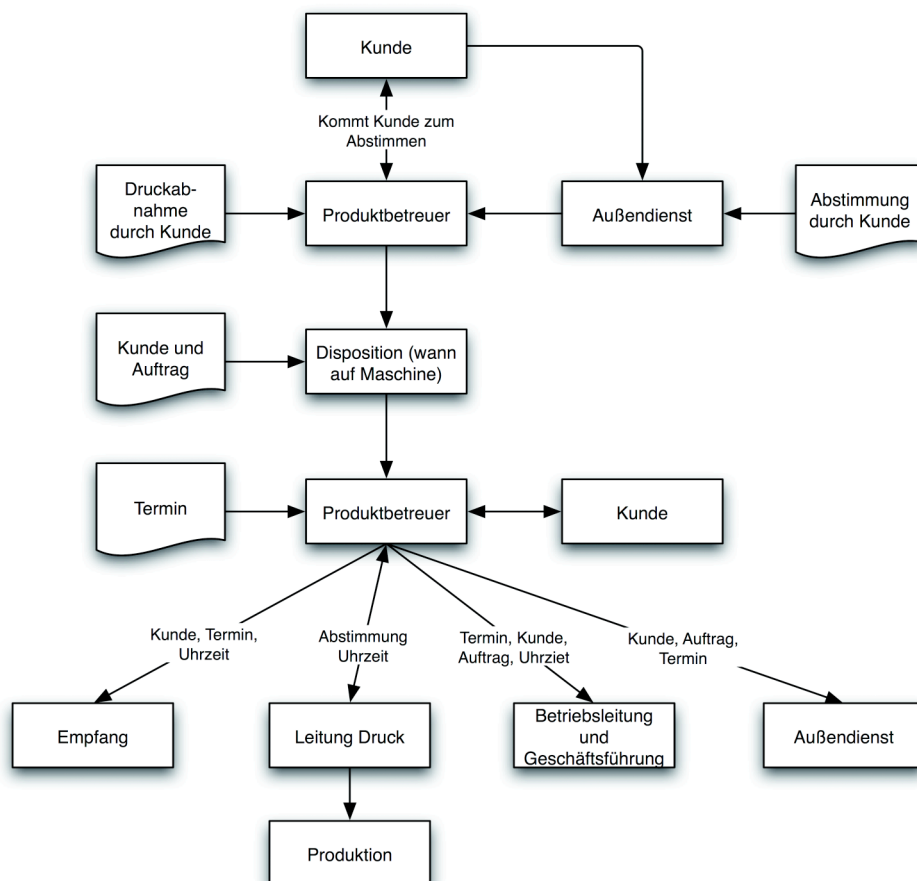 Kunde
Kommt Kunde zum
Abstimmen
Druckab-
nahme
durch Kunde
Produktbetreuer
Außendienst
Abstimmung
durch Kunde
Kunde und
Auftrag
Disposition (wann
auf Maschine)
Termin
Produktbetreuer
Kunde
Kunde, Termin,
Uhrzeit
Abstimmung
Uhrzeit
Termin, Kunde,
Auftrag, Uhrziet
Kunde, Auftrag,
Termin
Empfang
Leitung Druck
Betriebsleitung
und
Geschäftsführung
Außendienst
Produktion